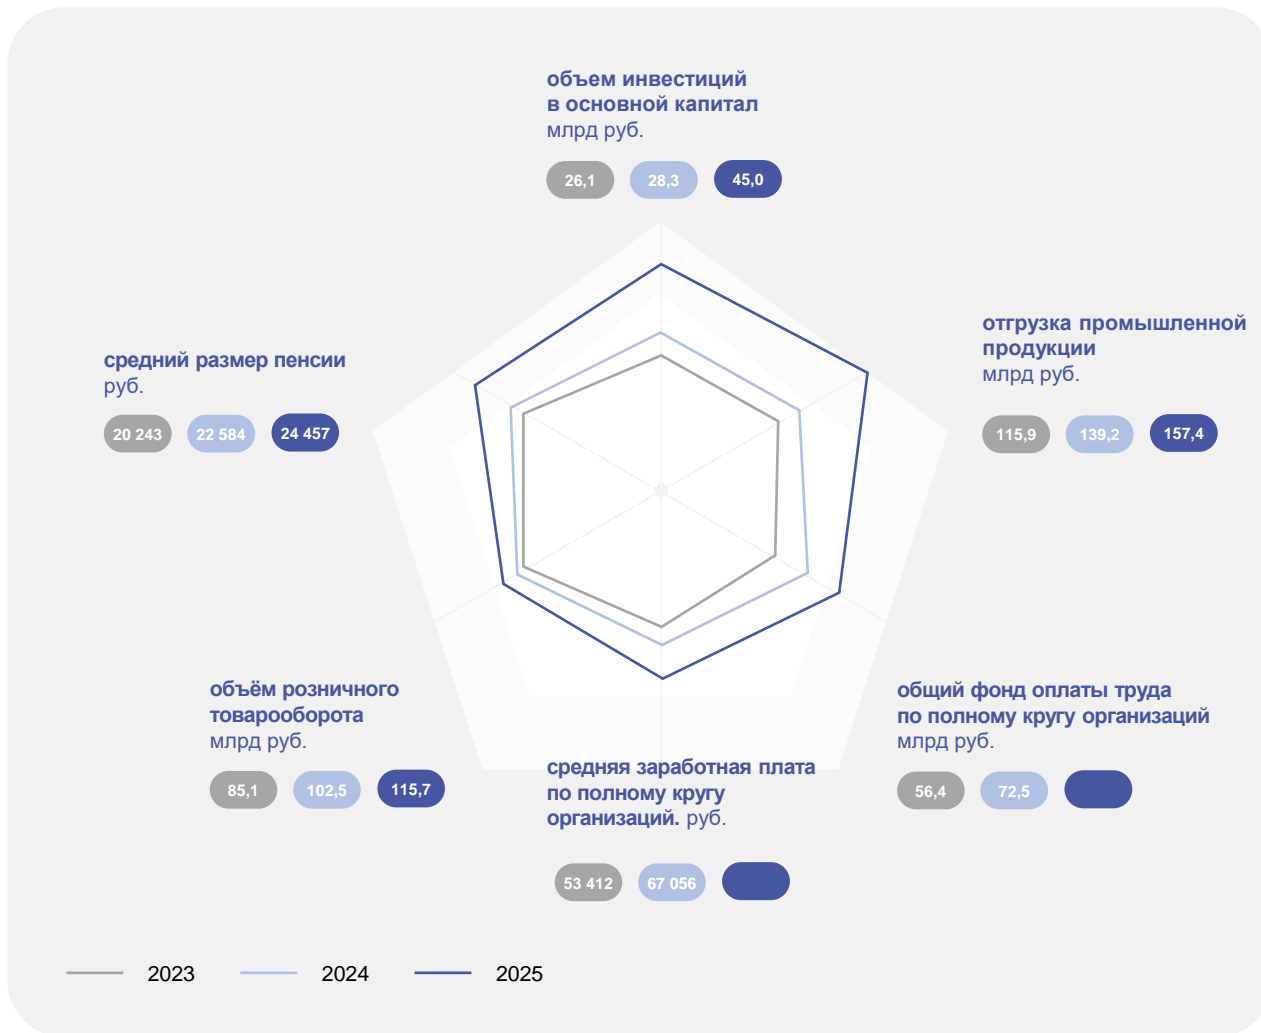 объем инвестиций
в основной капитал
млрд руб.
26,1 28,3 45,0
отгрузка промышленной
продукции
млрд руб.
115,9 139,2 157,4
средний размер пенсии
руб.
20 243 22 584 24 457
объём розничного
товарооборота
млрд руб.
85,1 102,5 115,7
общий фонд оплаты труда
по полному кругу организаций
млрд руб.
56,4 72,5
средняя заработная плата
по полному кругу
организаций. руб.
53 412 67 056
2023 2024 2025